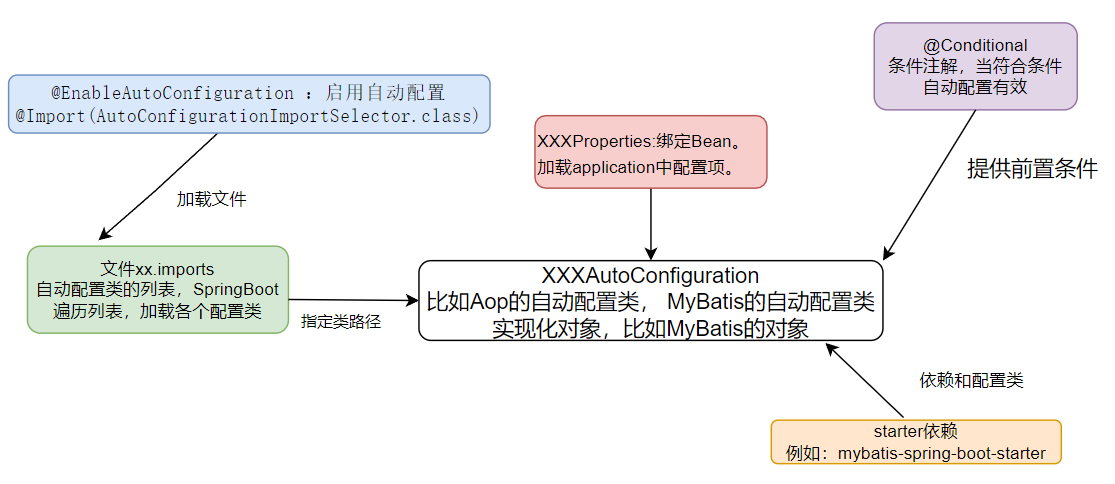 @Conditional
条件注解，当符合条件
自动配置有效
@EnableAutoConfiguration ：启用自动配置
@Import(AutoConfigurationImportSelector.class)
XXXProperties:绑定Bean。
加载application中配置项。
提供前置条件
加载文件
文件xx.imports
自动配置类的列表，SpringBoot
遍历列表，加载各个配置类
指定类路径
XXXAutoConfiguration
比如Aop的自动配置类， MyBatis的自动配置类
实现化对象，比如MyBatis的对象
依赖和配置类
starter依赖
例如：mybatis-spring-boot-starter